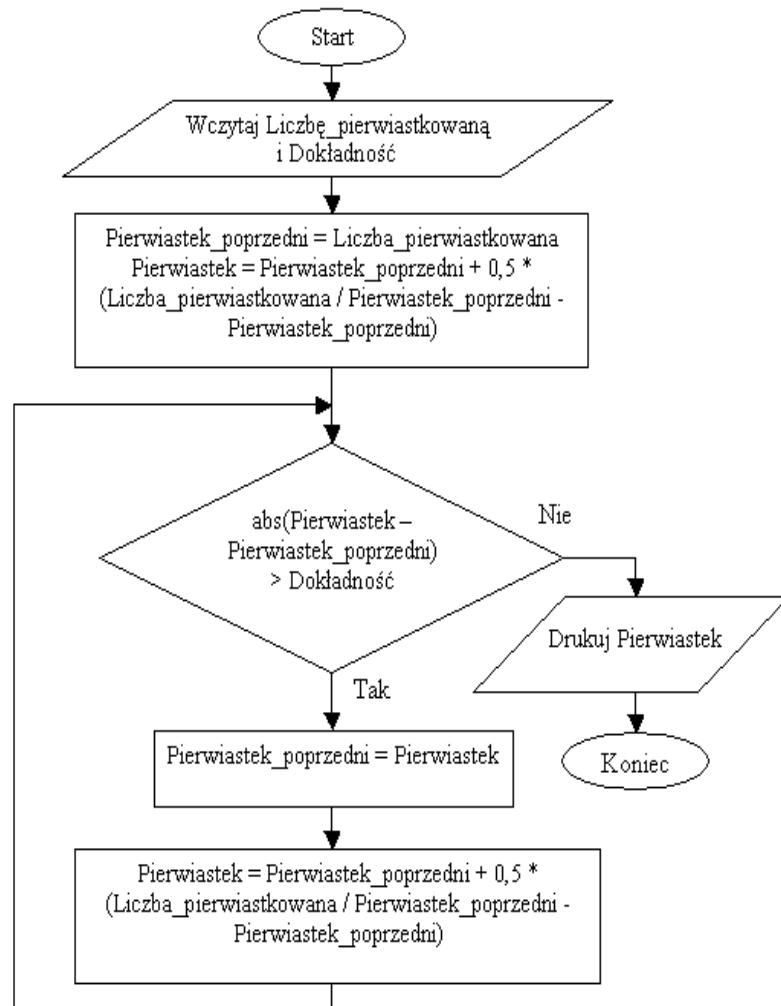 Start
Wczytaj Liczbę_pierwiastkowaną
i Dokładność
Pierwiastek_poprzedni = Liczba_pierwiastkowana
Pierwiastek = Pierwiastek_poprzedni + 0,5 *
(Liczba_pierwiastkowana / Pierwiastek_poprzedni -
Pierwiastek_poprzedni)
abs(Pierwiastek –
Pierwiastek_poprzedni)
> Dokładność
Nie
Drukuj Pierwiastek
Koniec
Tak
Pierwiastek_poprzedni = Pierwiastek
Pierwiastek = Pierwiastek_poprzedni + 0,5 *
(Liczba_pierwiastkowana / Pierwiastek_poprzedni -
Pierwiastek_poprzedni)